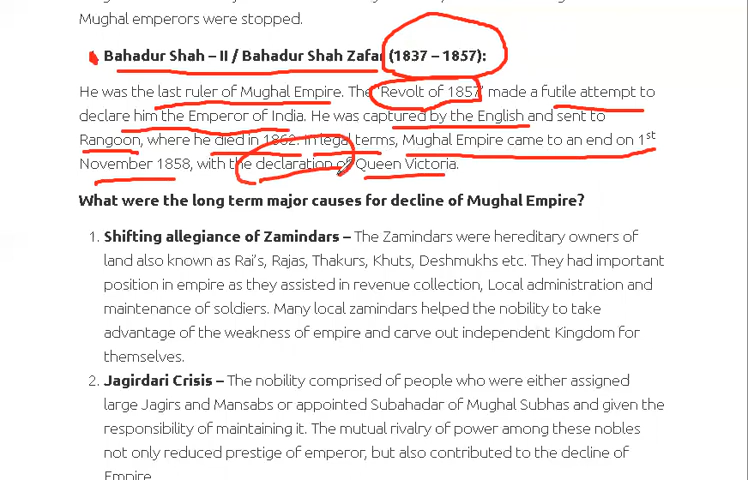 Mughal emperors were stopped.
Bahadur Shah – II / Bahadur Shah Zafar (1837 – 1857):
He was the last ruler of Mughal Empire. The 'Revolt of 1857' made a futile attempt to
declare him the Emperor of India. He was captured by the English and sent to
Rangoon, where he died in 1862. In legal terms, Mughal Empire came to an end on 1st
November 1858, with the declaration of Queen Victoria.
What were the long term major causes for decline of Mughal Empire?
1. Shifting allegiance of Zamindars – The Zamindars were hereditary owners of
land also known as Rai's, Rajas, Thakurs, Khuts, Deshmukhs etc. They had important
position in empire as they assisted in revenue collection, Local administration and
maintenance of soldiers. Many local zamindars helped the nobility to take
advantage of the weakness of empire and carve out independent Kingdom for
themselves.
2. Jagirdari Crisis – The nobility comprised of people who were either assigned
large Jagirs and Mansabs or appointed Subahadar of Mughal Subhas and given the
responsibility of maintaining it. The mutual rivalry of power among these nobles
not only reduced prestige of emperor, but also contributed to the decline of
Empire.